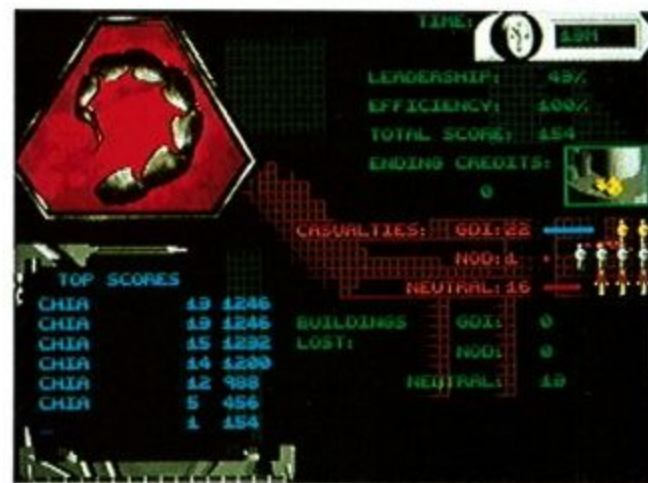 TIME: 19M
LEADERSHIP: 49%
EFFICIENCY: 100%
TOTAL SCORE: 154
ENDING CREDITS:
0
CASUALTIES: GDI:22
NOD:1
NEUTRAL:16
BUILDINGS LOST: GDI: 0
NOD: 0
NEUTRAL: 10
TOP SCORES
CHIA 13 1246
CHIA 13 1246
CHIA 15 1232
CHIA 14 1200
CHIA 12 988
CHIA 5 456
1 154